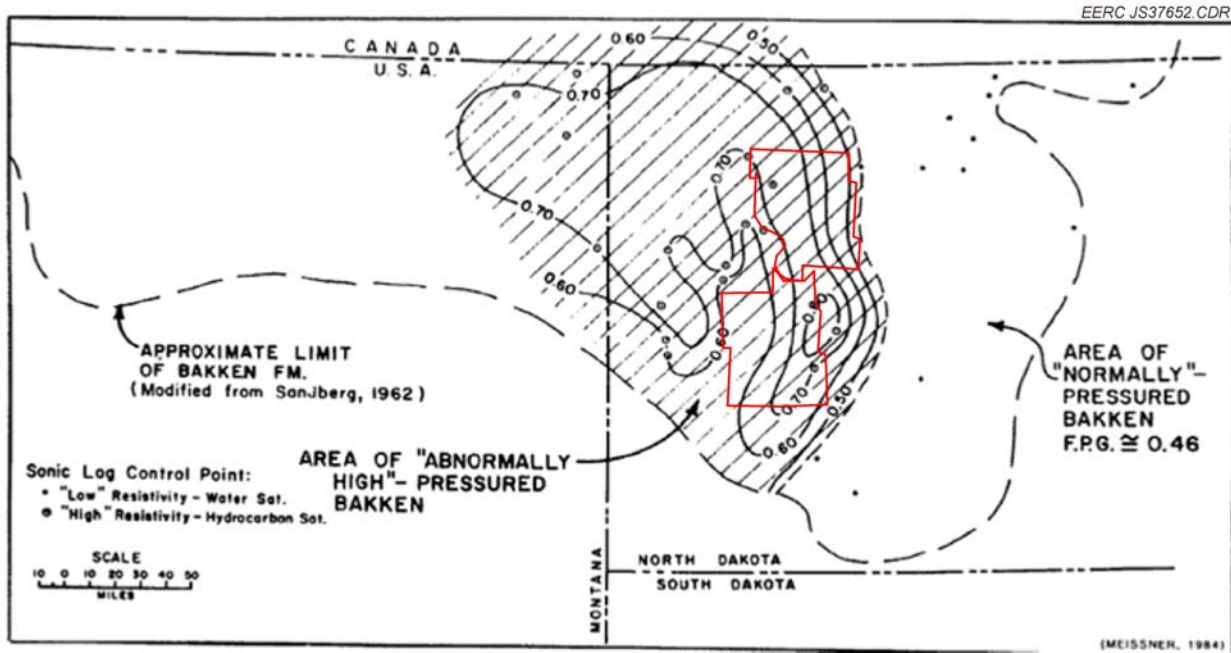 EERC JS37652.CDR
CANADA
U.S.A.
0.60
0.50
0.70
0.70
0.70
0.60
0.60
0.80
0.70
0.60
0.50
APPROXIMATE LIMIT
OF BAKKEN FM.
(Modified from SanJberg, 1962)
AREA OF "ABNORMALLY
HIGH"- PRESSURED
BAKKEN
AREA OF
"NORMALLY"-
PRESSURED
BAKKEN
F.P.G. ≅ 0.46
Sonic Log Control Point:
"Low" Resistivity - Water Sat.
"High" Resistivity - Hydrocarbon Sat.
SCALE
10 0 10 20 30 40 50
MILES
MONTANA
NORTH DAKOTA
SOUTH DAKOTA
(MEISSNER, 1984)